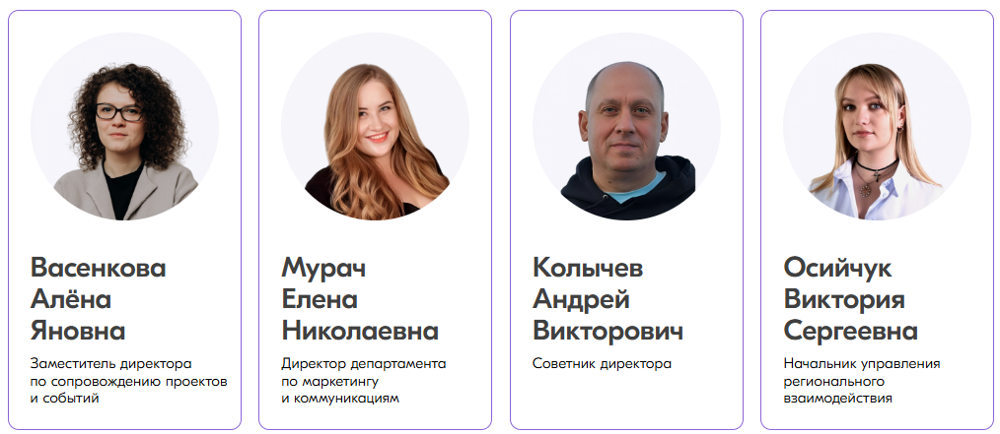 Васенкова
Алёна
Яновна
Заместитель директора
по сопровождению проектов
и событий
Мурач
Елена
Николаевна
Директор департамента
по маркетингу
и коммуникациям
Колычев
Андрей
Викторович
Советник директора
Осийчук
Виктория
Сергеевна
Начальник управления
регионального
взаимодействия